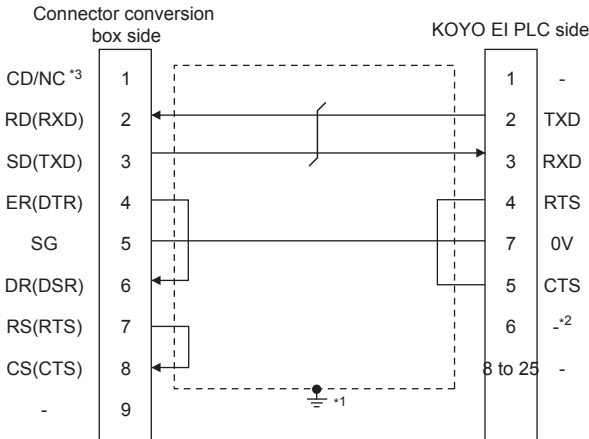 Connector conversion
box side
KOYO EI PLC side
CD/NC *3 1 1 -
RD(RXD) 2 2 TXD
SD(TXD) 3 3 RXD
ER(DTR) 4 4 RTS
SG 5 7 0V
DR(DSR) 6 5 CTS
RS(RTS) 7 6 -*2
CS(CTS) 8 8 to 25 -
*1
- 9